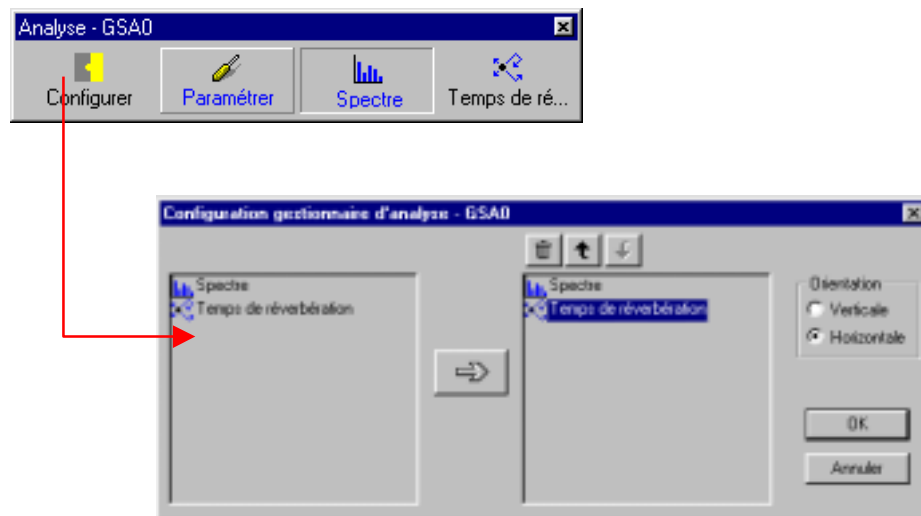 Analyse - GSA0
Configurer
Paramétrer
Spectre
Temps de ré...
Configuration gestionnaire d'analyse - GSA0
Spectre
Temps de réverbération
Spectre
Temps de réverbération
Orientation
Verticale
Horizontale
OK
Annuler